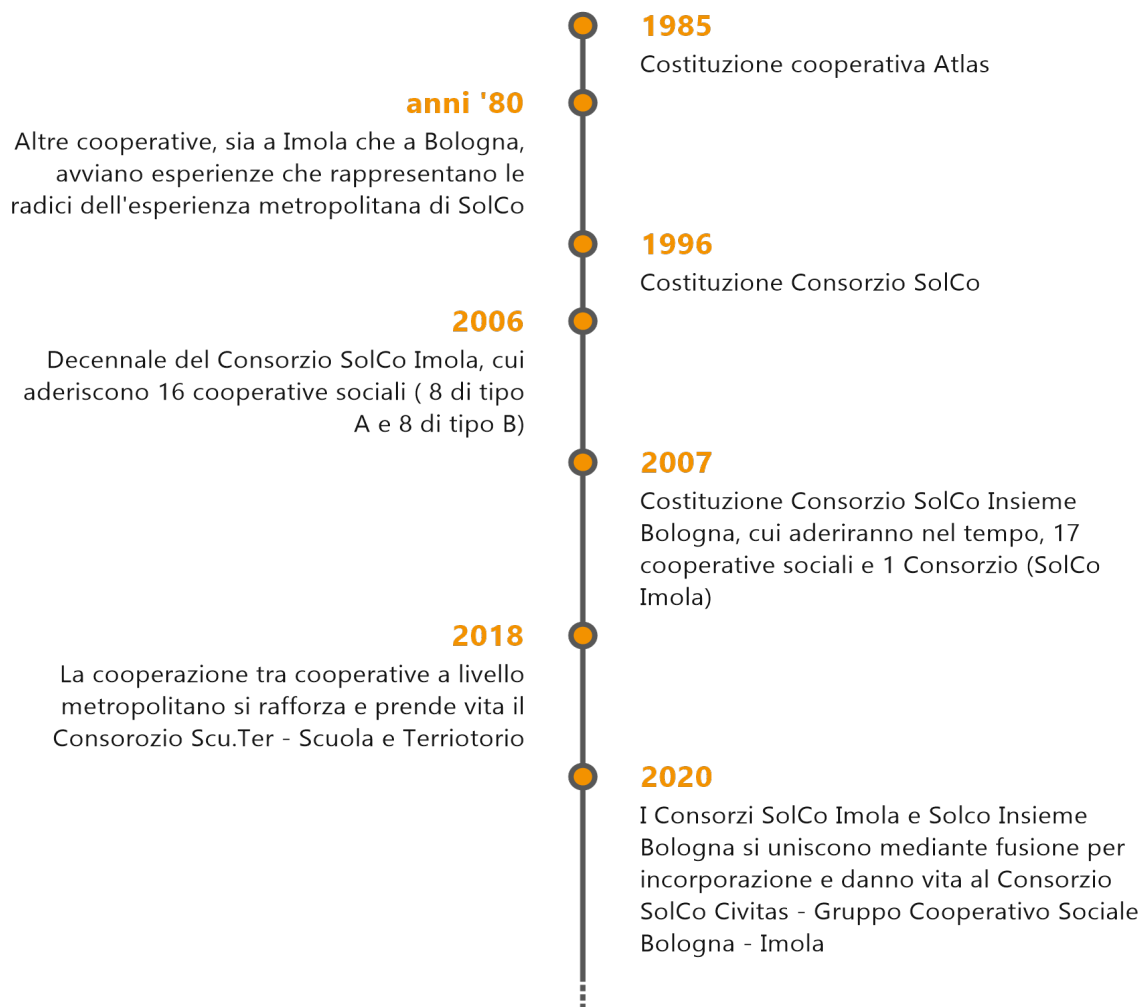 1985
Costituzione cooperativa Atlas
anni '80
Altre cooperative, sia a Imola che a Bologna,
avviano esperienze che rappresentano le
radici dell'esperienza metropolitana di SolCo
1996
Costituzione Consorzio SolCo
2006
Decennale del Consorzio SolCo Imola, cui
aderiscono 16 cooperative sociali ( 8 di tipo
A e 8 di tipo B)
2007
Costituzione Consorzio SolCo Insieme
Bologna, cui aderiranno nel tempo, 17
cooperative sociali e 1 Consorzio (SolCo
Imola)
2018
La cooperazione tra cooperative a livello
metropolitano si rafforza e prende vita il
Consorozio Scu.Ter - Scuola e Terriotorio
2020
I Consorzi SolCo Imola e Solco Insieme
Bologna si uniscono mediante fusione per
incorporazione e danno vita al Consorzio
SolCo Civitas - Gruppo Cooperativo Sociale
Bologna - Imola